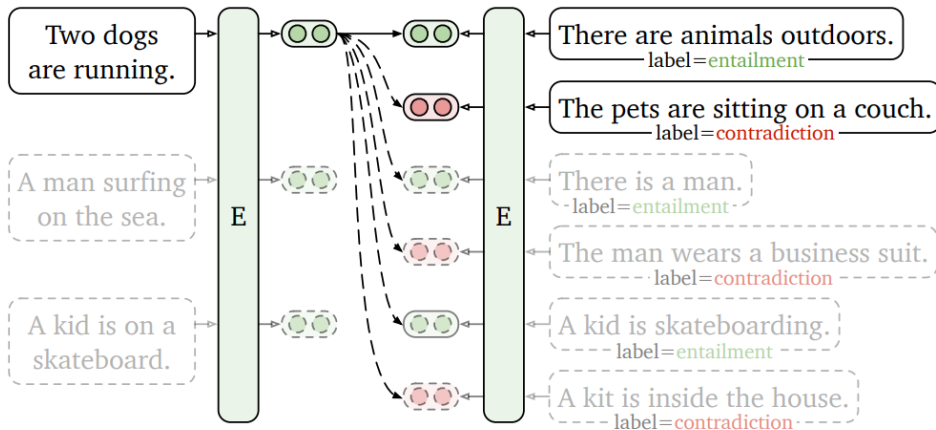 Two dogs
are running.
There are animals outdoors.
label=entailment
The pets are sitting on a couch.
label=contradiction
A man surfing
on the sea.
E
E
There is a man.
label=entailment
The man wears a business suit.
label=contradiction
A kid is on a
skateboard.
A kid is skateboarding.
label=entailment
A kit is inside the house.
label=contradiction